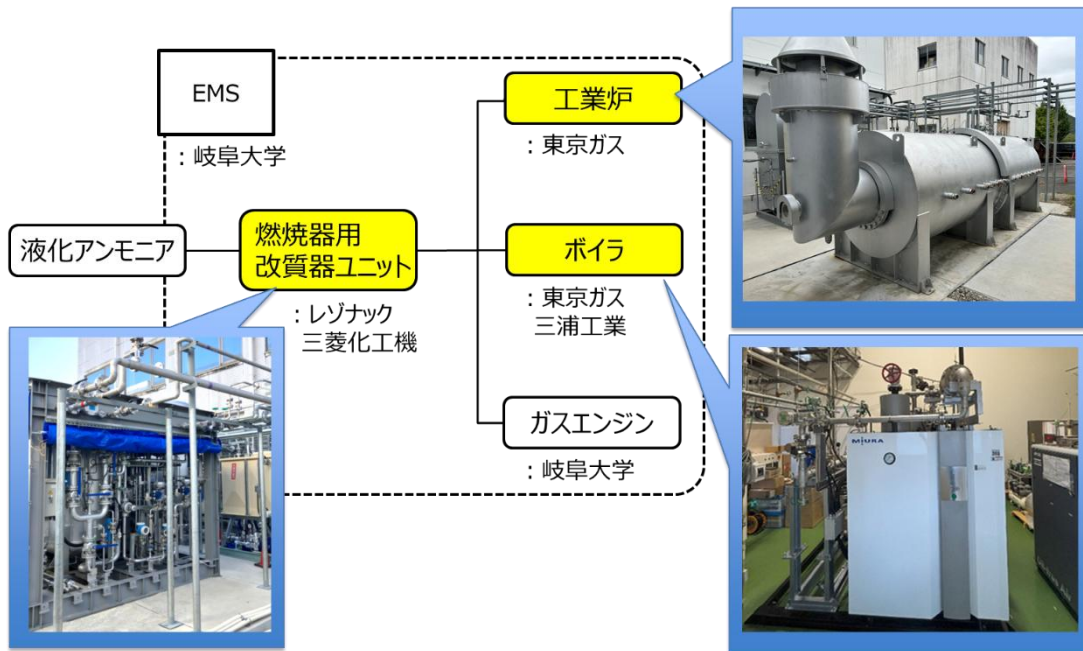 EMS
：岐阜大学
工業炉
：東京ガス
液化アンモニア
燃焼器用
改質器ユニット
：レゾナック
三菱化工機
ボイラ
：東京ガス
三浦工業
ガスエンジン
：岐阜大学
MIURA